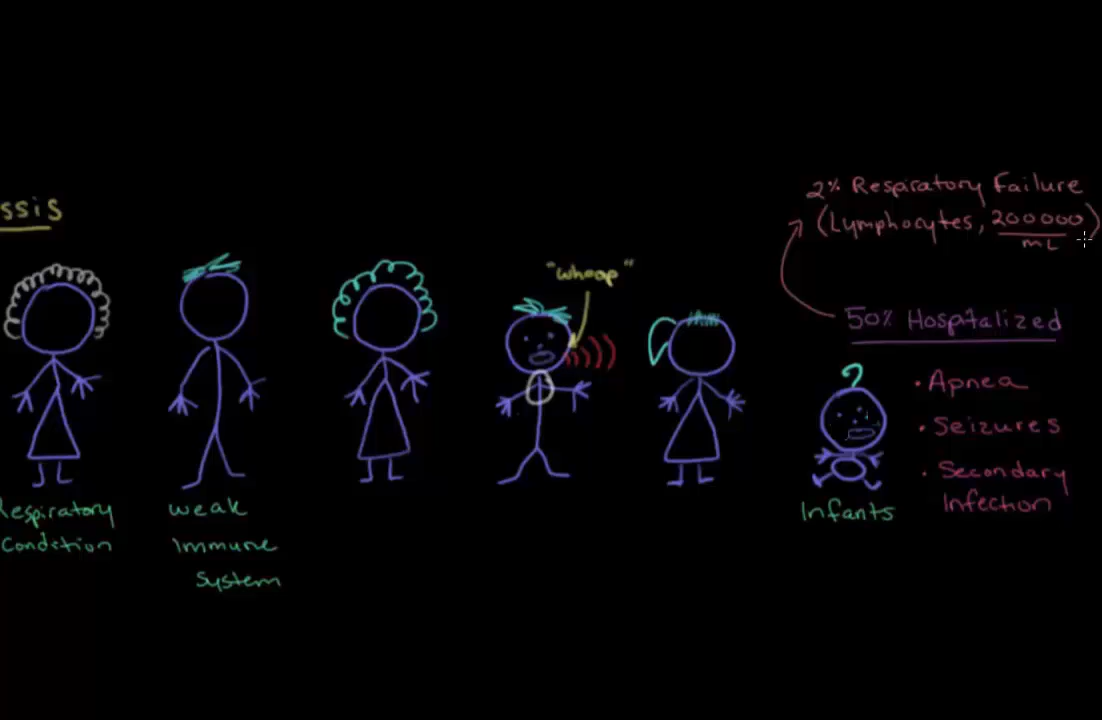 ssis
"whoop"
2% Respiratory Failure
(Lymphocytes, 200000
mL)
50% Hospitalized
• Apnea
• Seizures
• Secondary
Infection
Respiratory
Condition
weak
Immune
System
Infants